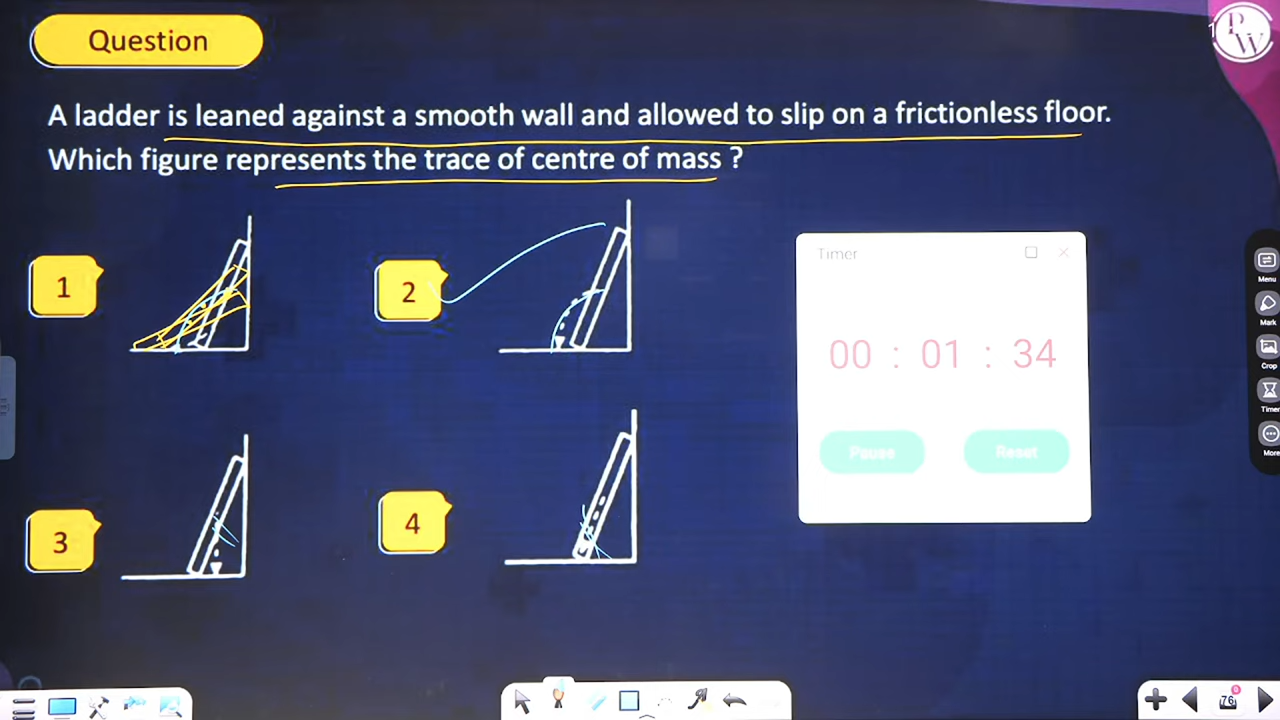 Question
PW
A ladder is leaned against a smooth wall and allowed to slip on a frictionless floor.
Which figure represents the trace of centre of mass ?
1
2
3
4
Timer
00 : 01 : 34
Pause
Reset
Menu
Mark
Crop
Timer
More
76